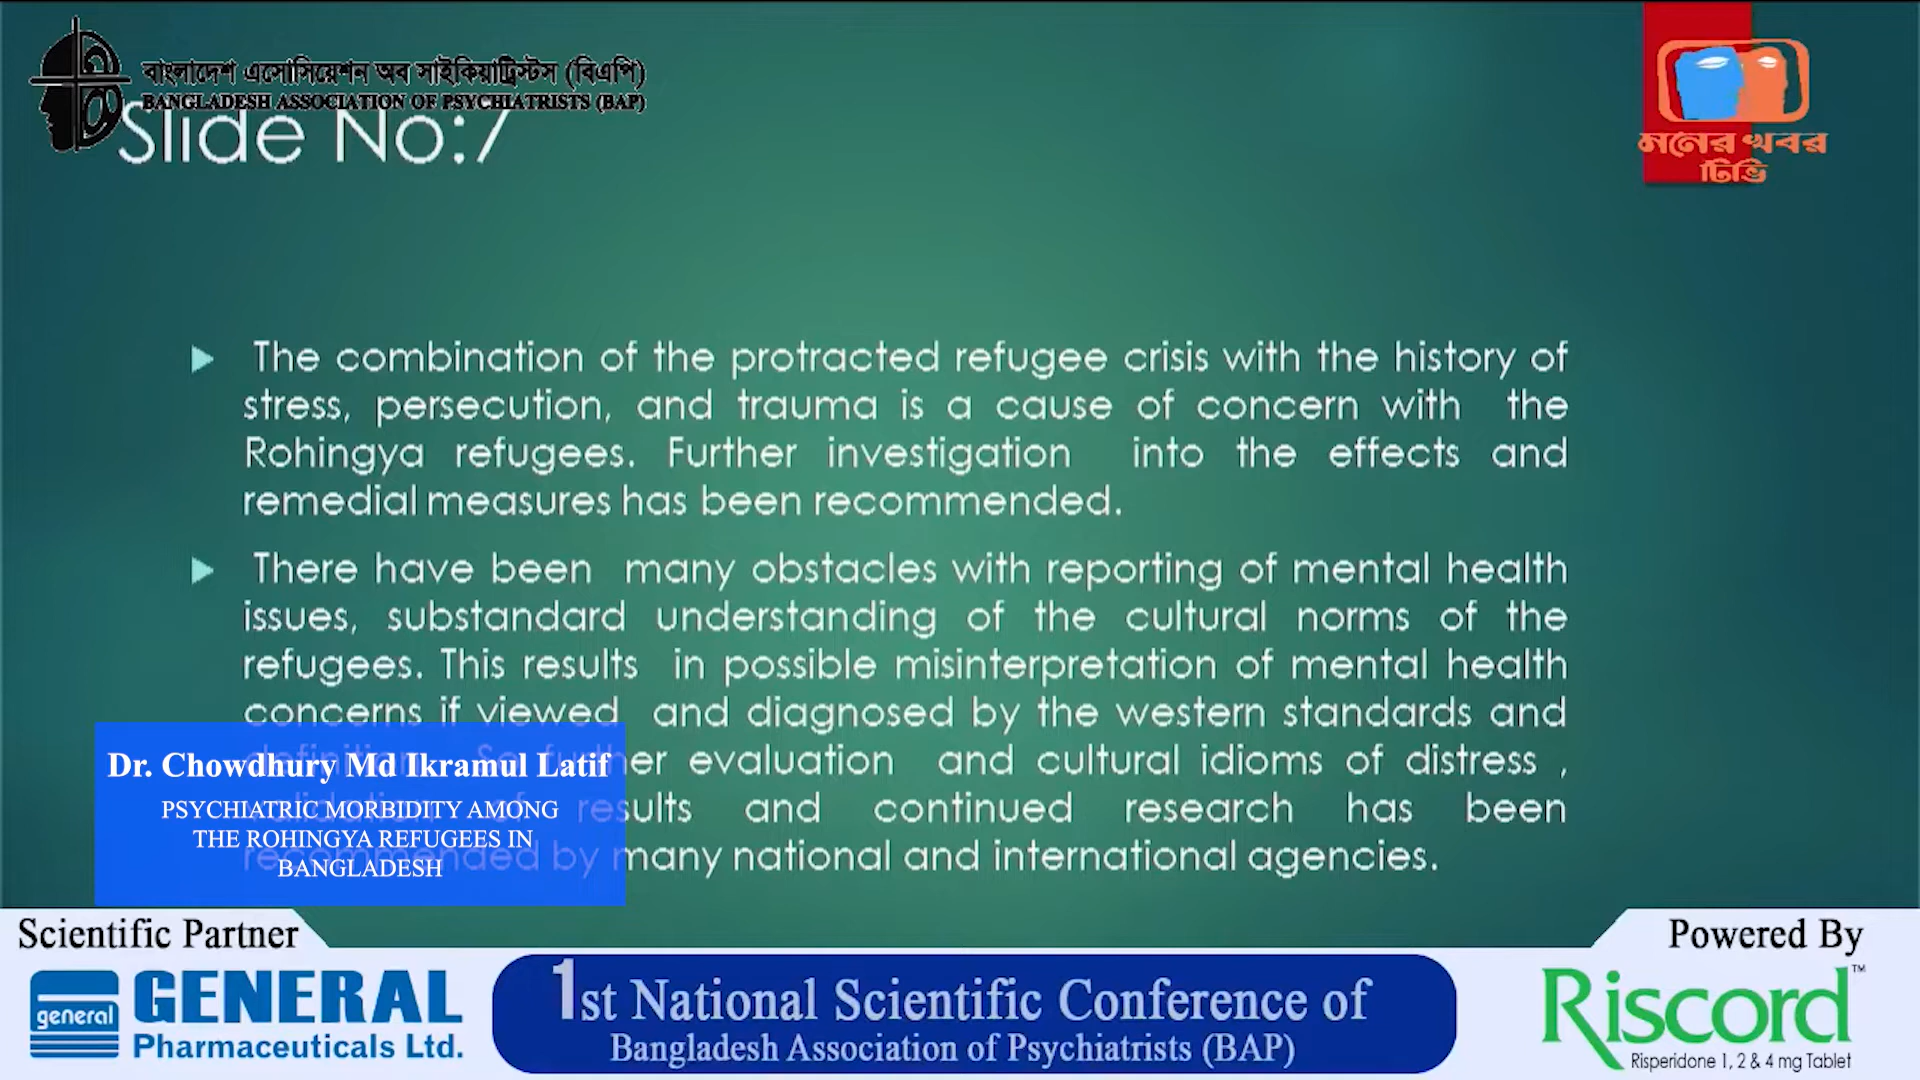 বাংলাদেশ এসোসিয়েশন অব সাইকিয়াট্রিস্টস (বিএপি)
BANGLADESH ASSOCIATION OF PSYCHIATRISTS (BAP)
Slide No:7
মনের খবর
টিভি
The combination of the protracted refugee crisis with the history of
stress, persecution, and trauma is a cause of concern with the
Rohingya refugees. Further investigation into the effects and
remedial measures has been recommended.
There have been many obstacles with reporting of mental health
issues, substandard understanding of the cultural norms of the
refugees. This results in possible misinterpretation of mental health
concerns if viewed and diagnosed by the western standards and
So further evaluation and cultural idioms of distress ,
of results and continued research has been
recommended by many national and international agencies.
Dr. Chowdhury Md Ikramul Latif
PSYCHIATRIC MORBIDITY AMONG
THE ROHINGYA REFUGEES IN
BANGLADESH
Scientific Partner
general
GENERAL
Pharmaceuticals Ltd.
1st National Scientific Conference of
Bangladesh Association of Psychiatrists (BAP)
Powered By
Riscord™
Risperidone 1, 2 & 4 mg Tablet